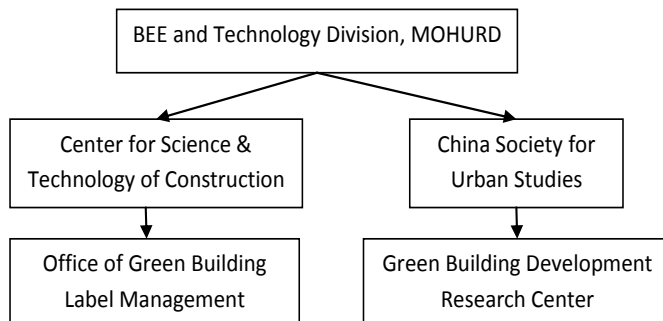 BEE and Technology Division, MOHURD
Center for Science &
Technology of Construction
China Society for
Urban Studies
Office of Green Building
Label Management
Green Building Development
Research Center